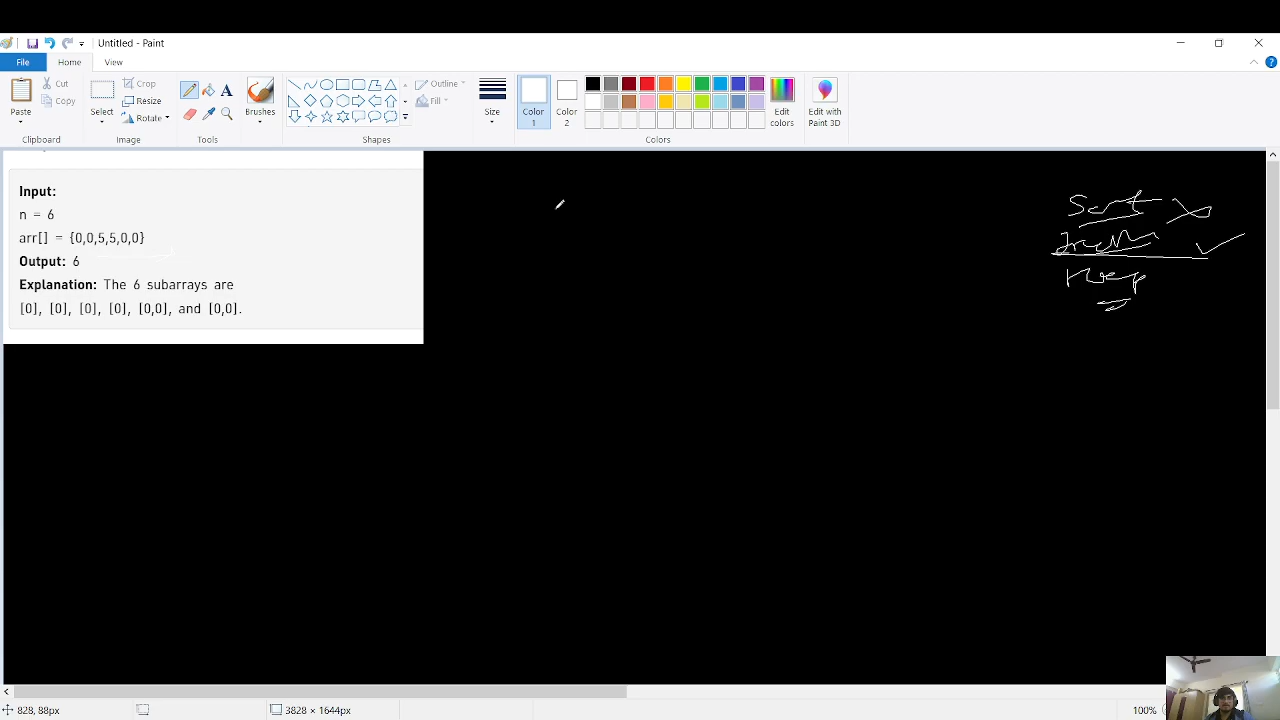 Untitled - Paint
File Home View
Cut Crop Outline
Copy Resize Fill
Paste Select Rotate Brushes Size Color 1 Color 2 Edit colors Edit with Paint 3D
Clipboard Image Tools Shapes Colors
Input:
n = 6
arr[] = {0,0,5,5,0,0}
Output: 6
Explanation: The 6 subarrays are
[0], [0], [0], [0], [0,0], and [0,0].
Sort
828, 88px 3828 × 1644px 100%